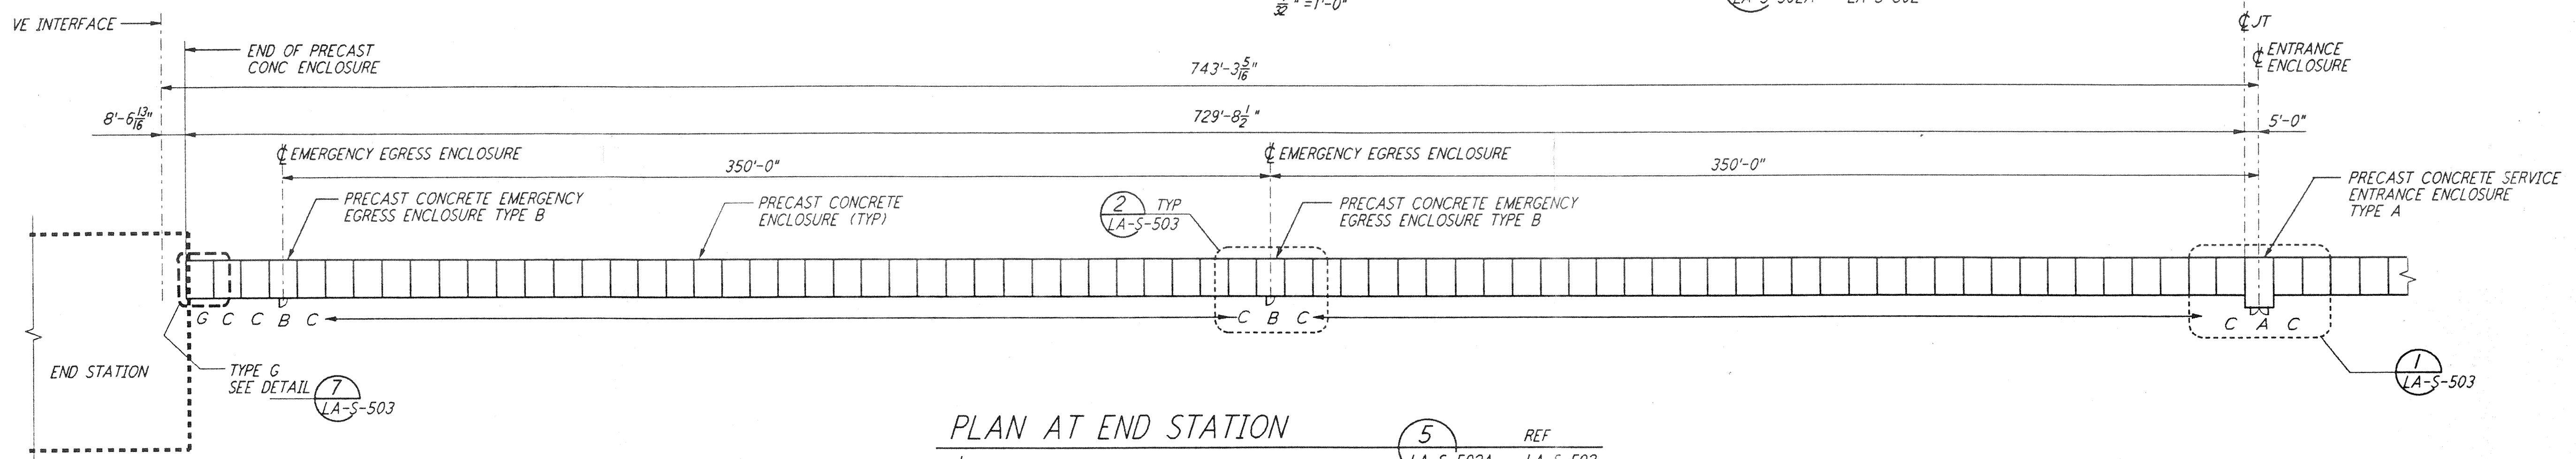 32" =1'-0"
VE INTERFACE
℄ JT
END OF PRECAST
CONC ENCLOSURE
℄ ENTRANCE
ENCLOSURE
743'-3 5/16"
8'-6 13/16"
729'-8 1/2"
5'-0"
℄ EMERGENCY EGRESS ENCLOSURE
℄ EMERGENCY EGRESS ENCLOSURE
350'-0"
350'-0"
PRECAST CONCRETE EMERGENCY
EGRESS ENCLOSURE TYPE B
PRECAST CONCRETE
ENCLOSURE (TYP)
2 TYP
LA-S-503
PRECAST CONCRETE EMERGENCY
EGRESS ENCLOSURE TYPE B
PRECAST CONCRETE SERVICE
ENTRANCE ENCLOSURE
TYPE A
G C C B C
C B C
C A C
END STATION
TYPE G
SEE DETAIL
7
LA-S-503
1
LA-S-503
PLAN AT END STATION
5
REF